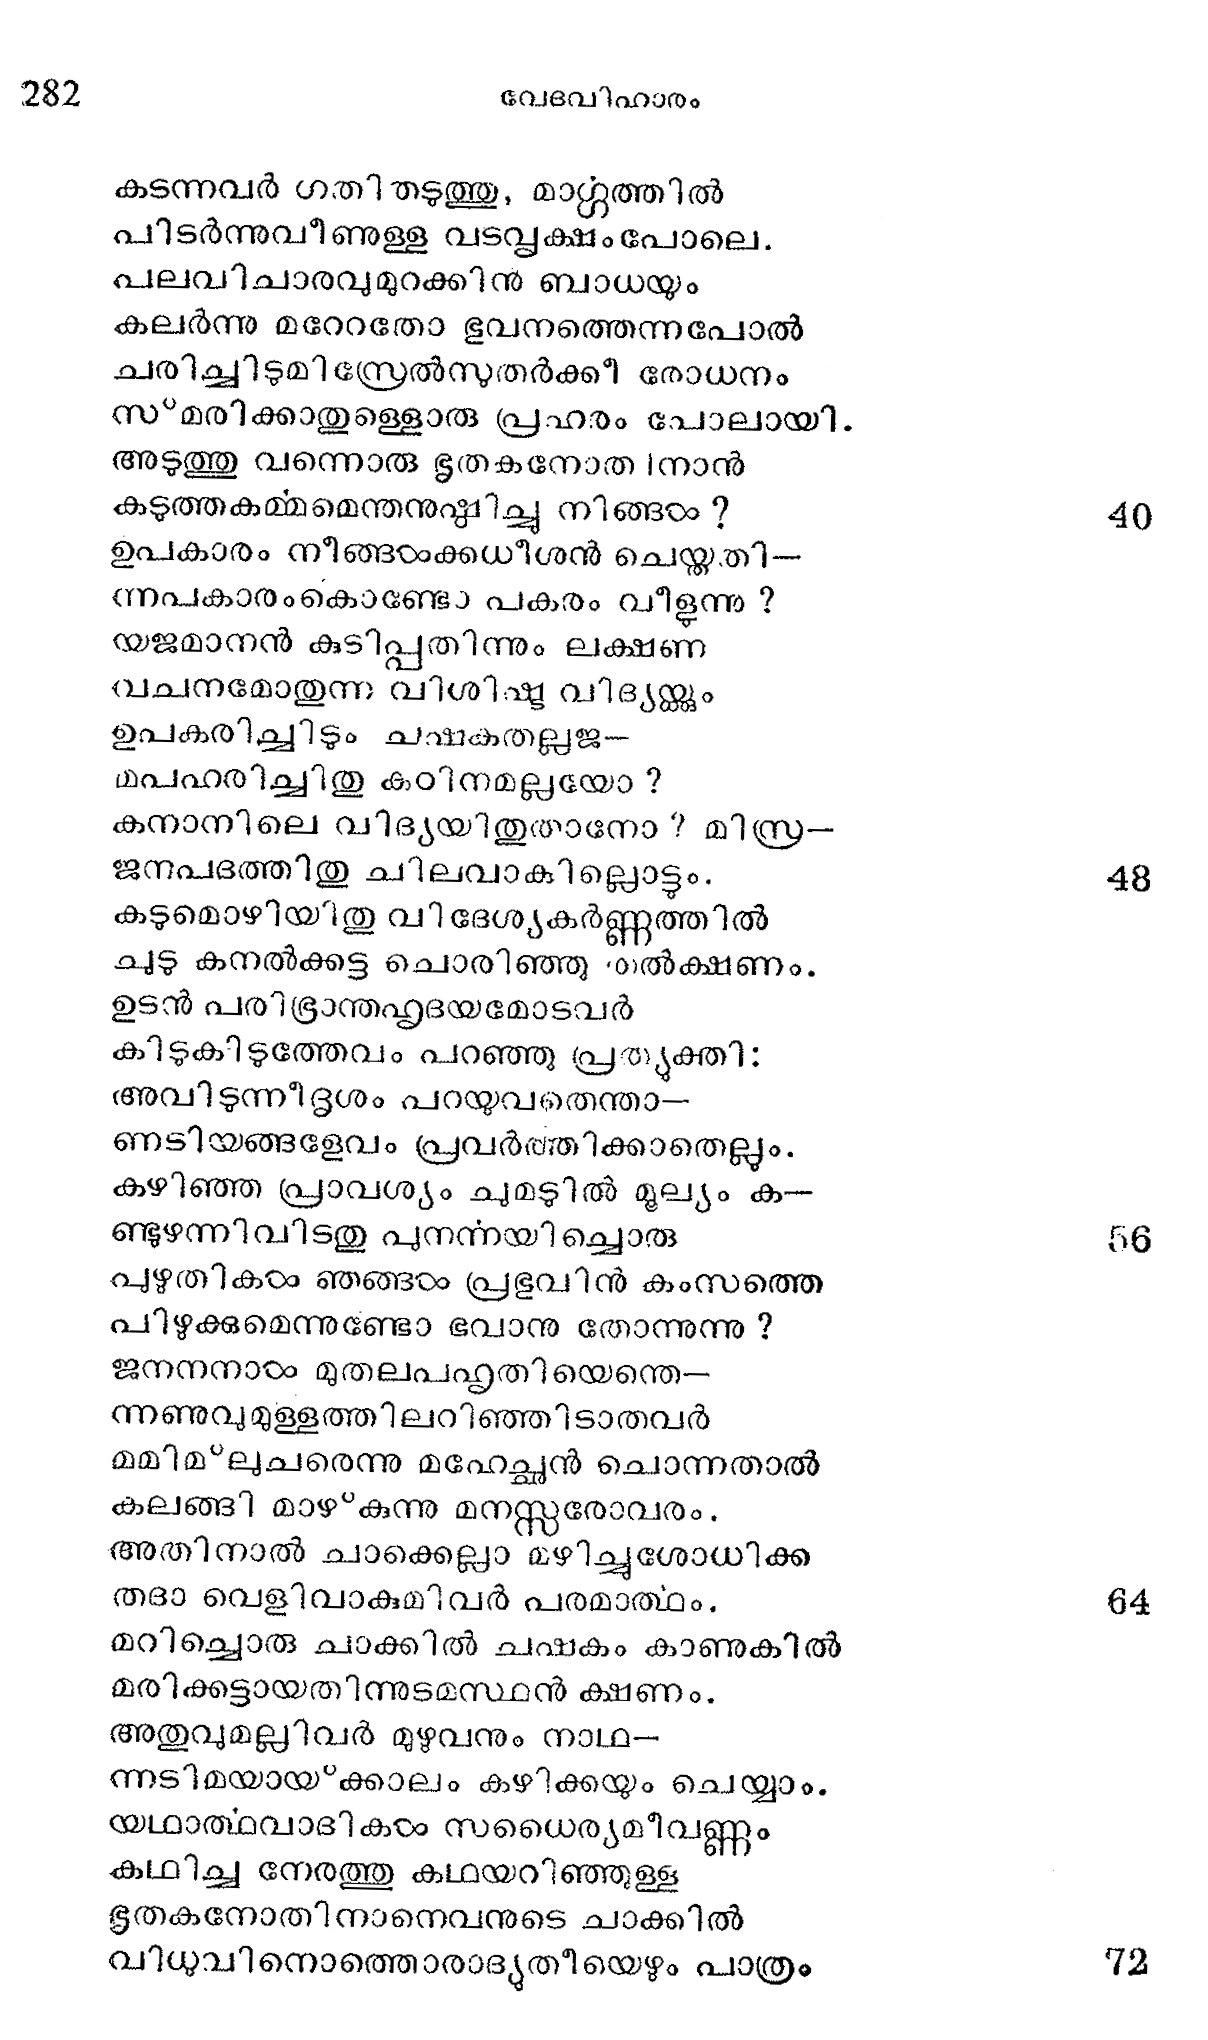 282
വേദവിഹാരം
കടന്നവർ ഗതി തടുത്തു, മാർഗ്ഗത്തിൽ
പിടർന്നുവീണുള്ള വടവൃക്ഷംപോലെ.
പലവിചാരവുമുറക്കിൻ ബാധയും
കലർന്നു മറേറതോ ഭുവനത്തെന്നപോൽ
ചരിച്ചിടുമിസ്രേൽസുതർക്കീ രോധനം
സ്മരിക്കാതുള്ളൊരു പ്രഹരം പോലായി.
അടുത്തു വന്നൊരു ഭൃതകനോതിനാൻ
കടുത്തകർമ്മമെന്തനുഷ്ഠിച്ചു നിങ്ങൾ ?
40
ഉപകാരം നീങ്ങൾക്കധീശൻ ചെയ്തതി—
ന്നപകാരംകൊണ്ടോ പകരം വീളുന്നു ?
യജമാനൻ കുടിപ്പതിന്നും ലക്ഷണ
വചനമോതുന്ന വിശിഷ്ട വിദ്യയ്ക്കും
ഉപകരിച്ചിടും ചഷകതല്ലജ—
മപഹരിച്ചിതു കഠിനമല്ലയോ ?
കനാനിലെ വിദ്യയിതുതാനോ ? മിസ്ര—
ജനപദത്തിതു ചിലവാകില്ലൊട്ടും.
48
കടുമൊഴിയിതു വിദേശ്യകർണ്ണത്തിൽ
ചുടു കനൽക്കട്ട ചൊരിഞ്ഞു തൽക്ഷണം.
ഉടൻ പരിഭ്രാന്തഹൃദയമോടവർ
കിടുകിടുത്തേവം പറഞ്ഞു പ്രത്യുക്തി:
അവിടുന്നീദൃശം പറയുവതെന്താ—
ണടിയങ്ങളേവം പ്രവർത്തിക്കാതെല്ലും.
കഴിഞ്ഞ പ്രാവശ്യം ചുമടിൽ മൂല്യം ക—
ണ്ടുഴന്നിവിടതു പുനർന്നയിച്ചൊരു
56
പുഴുതികൾ ഞങ്ങൾ പ്രഭുവിൻ കംസത്തെ
പിഴുക്കുമെന്നുണ്ടോ ഭവാനു തോന്നുന്നു ?
ജനനനാൾ മുതലപഹൃതിയെന്തെ—
ന്നണുവുമുള്ളത്തിലറിഞ്ഞിടാതവർ
മമിമ്ലുചരെന്നു മഹേച്ഛൻ ചൊന്നതാൽ
കലങ്ങി മാഴ്കുന്നു മനസ്സരോവരം.
അതിനാൽ ചാക്കെല്ലാ മഴിച്ചുശോധിക്ക
തദാ വെളിവാകുമിവർ പരമാർത്ഥം.
64
മറിച്ചൊരു ചാക്കിൽ ചഷകം കാണുകിൽ
മരിക്കട്ടായതിന്നുടമസ്ഥൻ ക്ഷണം.
അതുവുമല്ലിവർ മുഴുവനും നാഥ—
ന്നടിമയായ്ക്കാലം കഴിക്കയും ചെയ്യാം.
യഥാർത്ഥവാദികൾ സധൈര്യമീവണ്ണം
കഥിച്ച നേരത്തു കഥയറിഞ്ഞുള്ള
ഭൃതകനോതിനാനെവനുടെ ചാക്കിൽ
വിധുവിനൊത്തൊരാദ്യുതീയെഴും പാത്രം
72